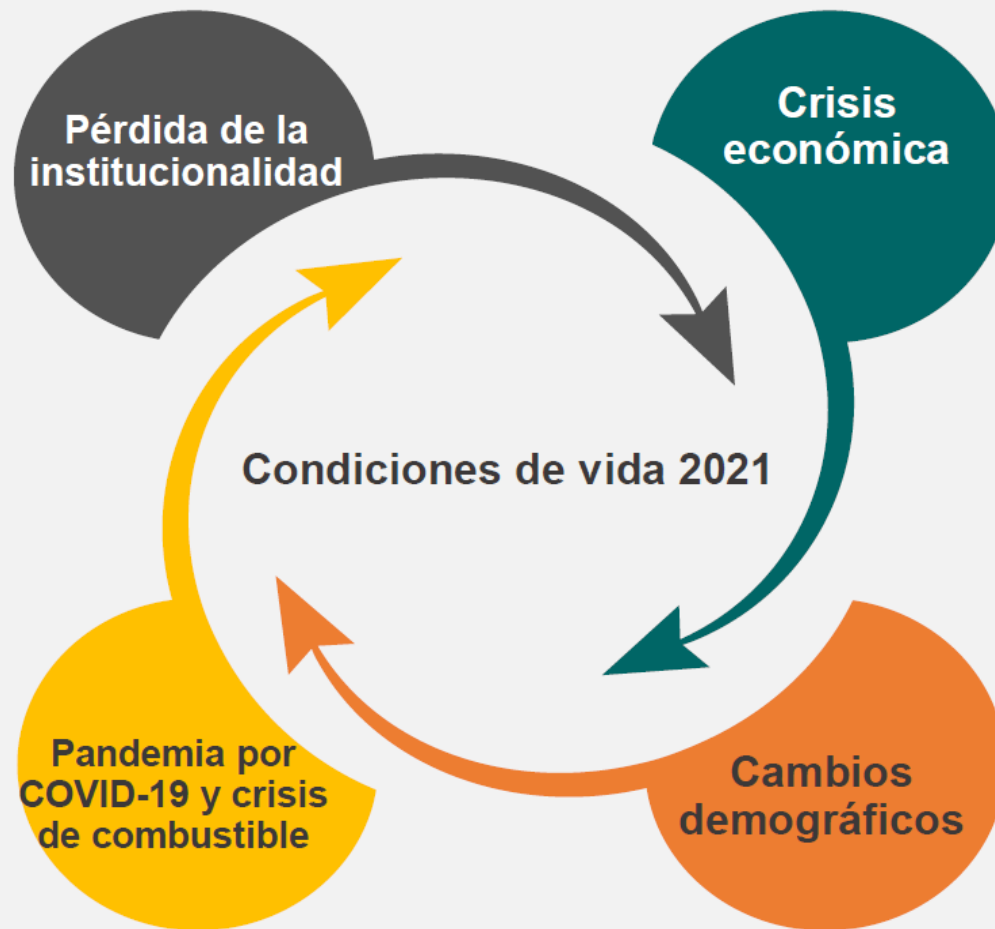 Pérdida de la
institucionalidad
Crisis
económica
Condiciones de vida 2021
Pandemia por
COVID-19 y crisis
de combustible
Cambios
demográficos